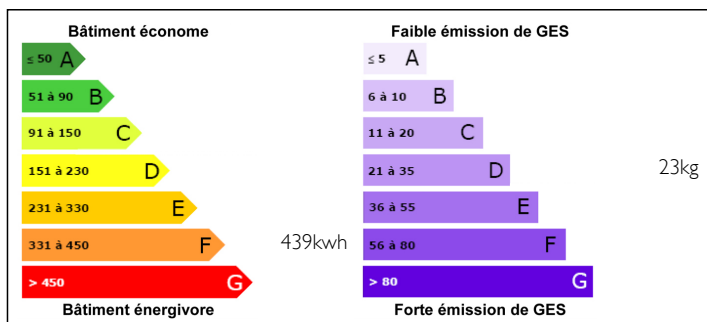 Bâtiment économe
≤ 50 A
51 à 90 B
91 à 150 C
151 à 230 D
231 à 330 E
331 à 450 F
439kwh
> 450 G
Bâtiment énergivore
Faible émission de GES
≤ 5 A
6 à 10 B
11 à 20 C
21 à 35 D
23kg
36 à 55 E
56 à 80 F
> 80 G
Forte émission de GES